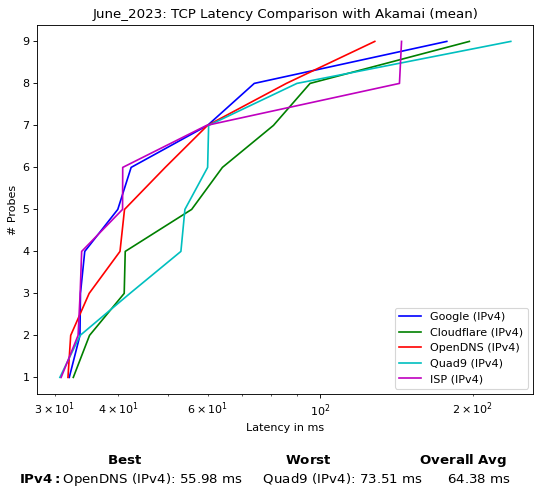 June_2023: TCP Latency Comparison with Akamai (mean)
# Probes
9
8
7
6
5
4
3
2
1
Google (IPv4)
Cloudflare (IPv4)
OpenDNS (IPv4)
Quad9 (IPv4)
ISP (IPv4)
3 × 10¹ 4 × 10¹ 6 × 10¹ 10² 2 × 10²
Latency in ms
Best Worst Overall Avg
IPv4: OpenDNS (IPv4): 55.98 ms Quad9 (IPv4): 73.51 ms 64.38 ms